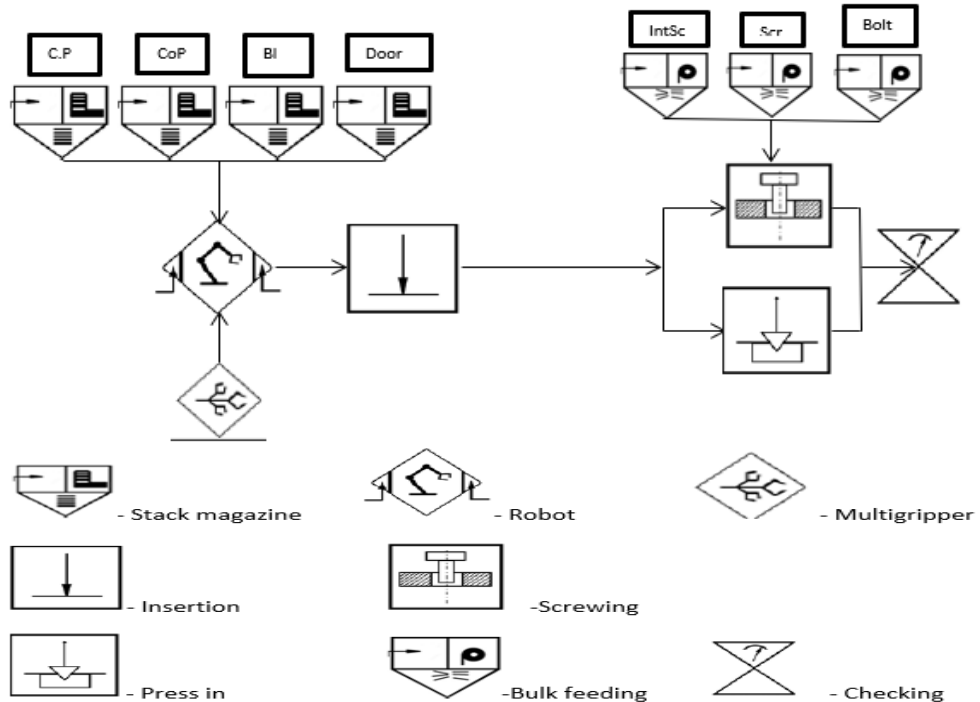 C.P CoP Bl Door IntSc Scr Bolt
- Stack magazine - Robot - Multigripper
- Insertion -Screwing
- Press in -Bulk feeding - Checking